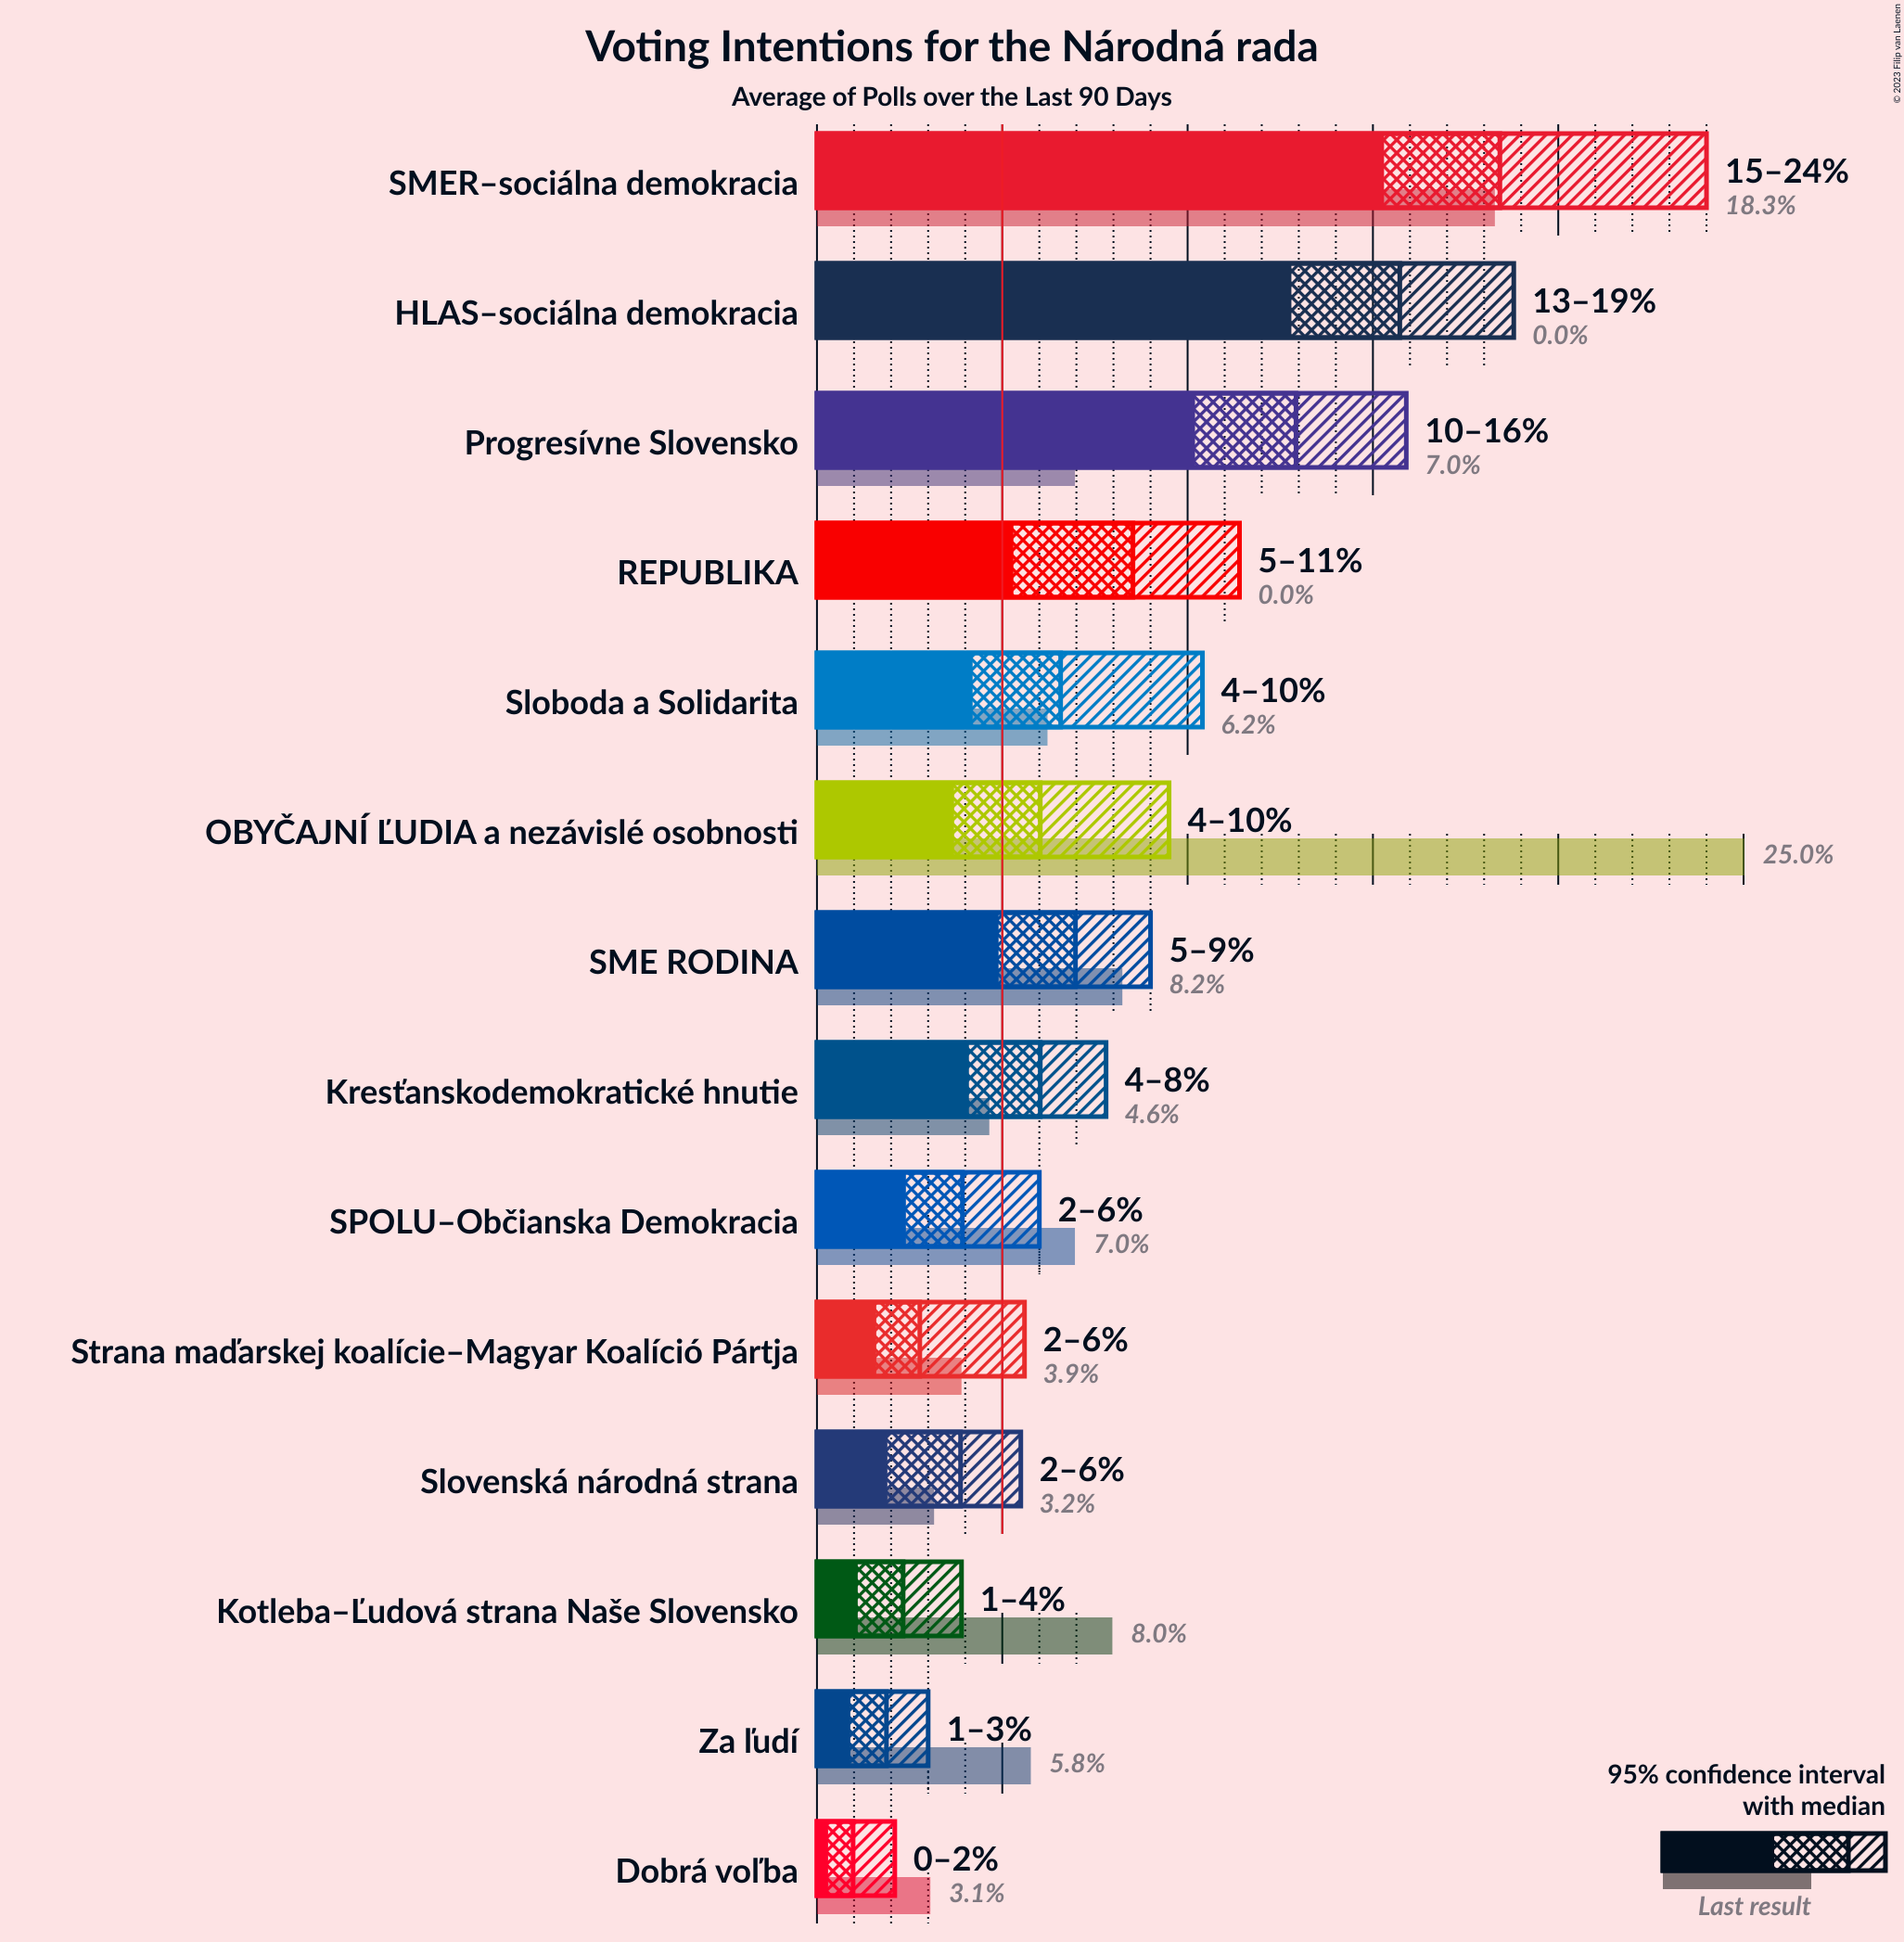 Voting Intentions for the Národná rada
Average of Polls over the Last 90 Days
© 2023 Filip van Laenen
SMER–sociálna demokracia
15–24%
18.3%
HLAS–sociálna demokracia
13–19%
0.0%
Progresívne Slovensko
10–16%
7.0%
REPUBLIKA
5–11%
0.0%
Sloboda a Solidarita
4–10%
6.2%
OBYČAJNÍ ĽUDIA a nezávislé osobnosti
4–10%
25.0%
SME RODINA
5–9%
8.2%
Kresťanskodemokratické hnutie
4–8%
4.6%
SPOLU–Občianska Demokracia
2–6%
7.0%
Strana maďarskej koalície–Magyar Koalíció Pártja
2–6%
3.9%
Slovenská národná strana
2–6%
3.2%
Kotleba–Ľudová strana Naše Slovensko
1–4%
8.0%
Za ľudí
1–3%
5.8%
Dobrá voľba
0–2%
3.1%
95% confidence interval
with median
Last result